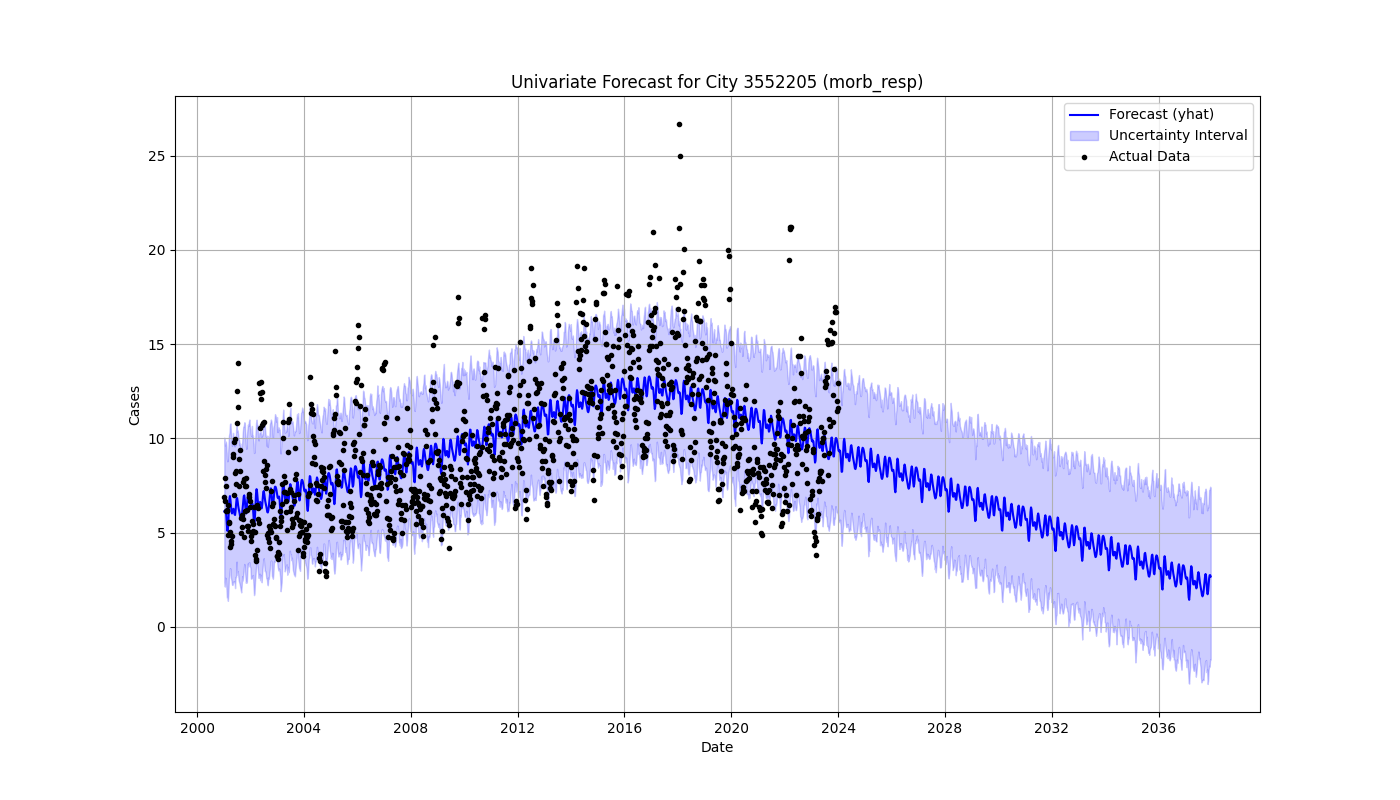 Univariate Forecast for City 3552205 (morb_resp)
Forecast (yhat)
Uncertainty Interval
Actual Data
Cases
25
20
15
10
5
0
2000 2004 2008 2012 2016 2020 2024 2028 2032 2036
Date